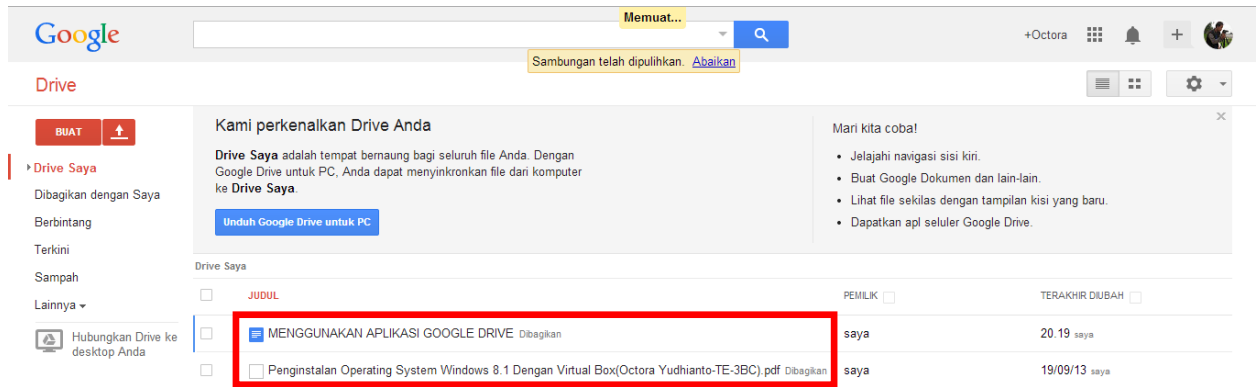 Memuat...
Google
+Octora
Sambungan telah dipulihkan. Abaikan
Drive
BUAT
Drive Saya
Dibagikan dengan Saya
Berbintang
Terkini
Sampah
Lainnya
Hubungkan Drive ke
desktop Anda
Kami perkenalkan Drive Anda
Drive Saya adalah tempat bernaung bagi seluruh file Anda. Dengan
Google Drive untuk PC, Anda dapat menyinkronkan file dari komputer
ke Drive Saya.
Unduh Google Drive untuk PC
Mari kita coba!
• Jelajahi navigasi sisi kiri.
• Buat Google Dokumen dan lain-lain.
• Lihat file sekilas dengan tampilan kisi yang baru.
• Dapatkan apl seluler Google Drive.
Drive Saya
JUDUL PEMILIK TERAKHIR DIUBAH
MENGGUNAKAN APLIKASI GOOGLE DRIVE Dibagikan saya 20.19 saya
Penginstalan Operating System Windows 8.1 Dengan Virtual Box(Octora Yudhianto-TE-3BC).pdf Dibagikan saya 19/09/13 saya